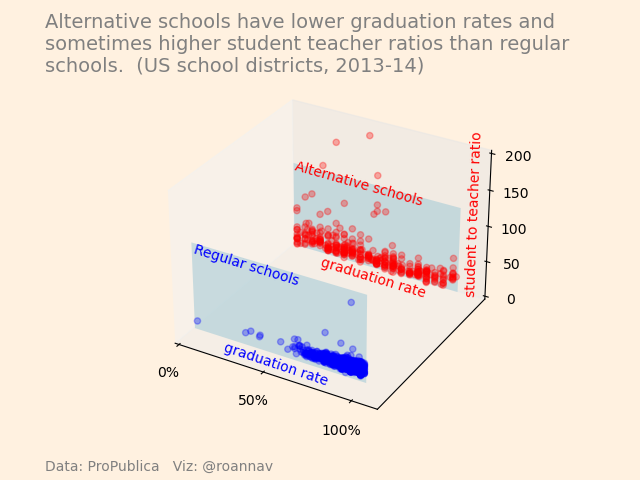 Alternative schools have lower graduation rates and
sometimes higher student teacher ratios than regular
schools.  (US school districts, 2013-14)
Alternative schools
graduation rate
student to teacher ratio
200
150
100
50
0
Regular schools
graduation rate
0%
50%
100%
Data: ProPublica   Viz: @roannav